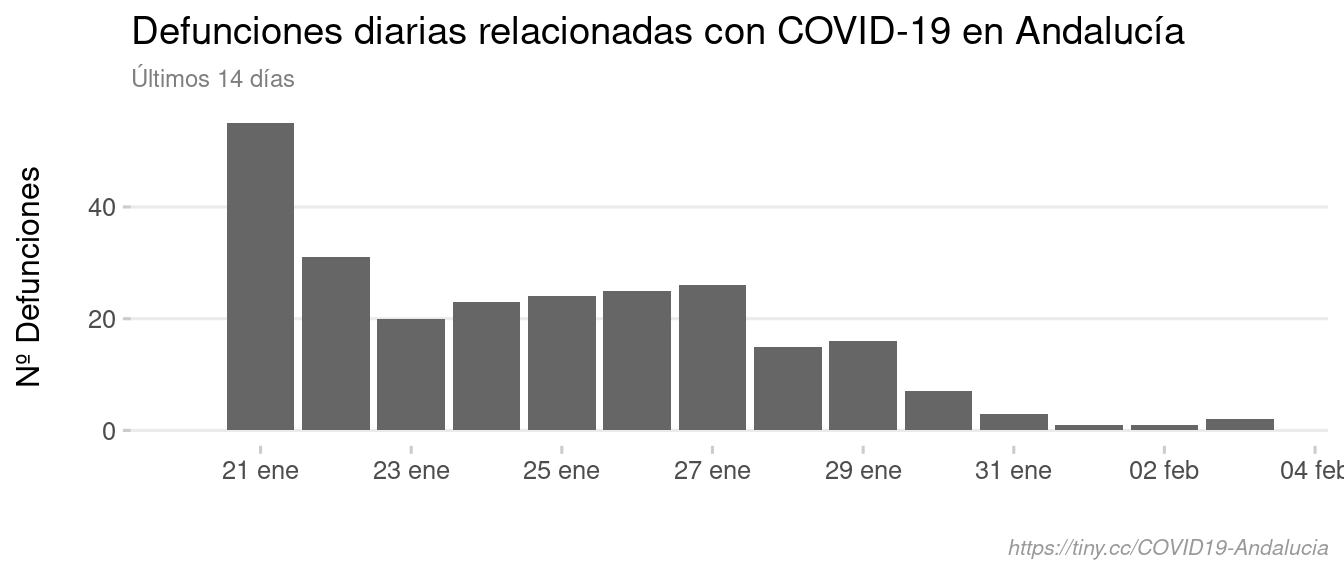 Defunciones diarias relacionadas con COVID-19 en Andalucía
Últimos 14 días
Nº Defunciones
40
20
0
21 ene 23 ene 25 ene 27 ene 29 ene 31 ene 02 feb 04 feb
https://tiny.cc/COVID19-Andalucia